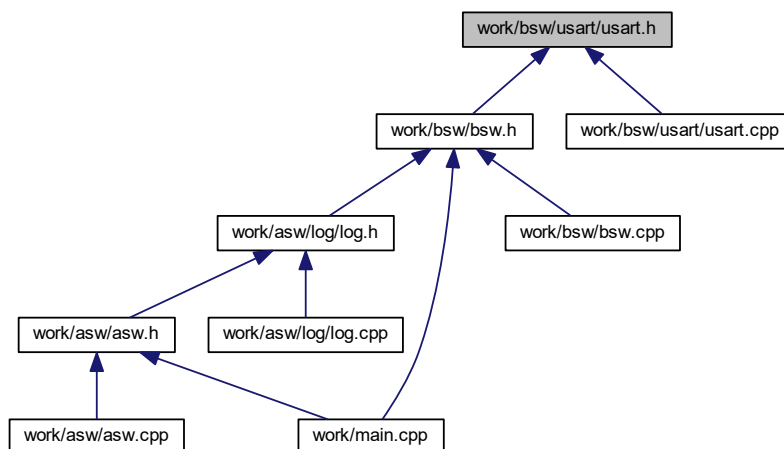 work/bsw/usart/usart.h
work/bsw/bsw.h
work/bsw/usart/usart.cpp
work/asw/log/log.h
work/bsw/bsw.cpp
work/asw/asw.h
work/asw/log/log.cpp
work/asw/asw.cpp
work/main.cpp